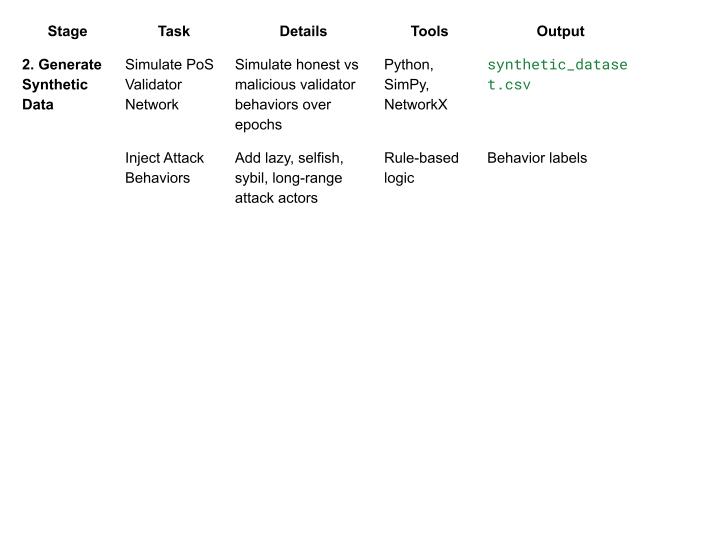 Stage Task Details Tools Output
2. Generate Simulate PoS Simulate honest vs Python, synthetic_datase
Synthetic Validator malicious validator SimPy, t.csv
Data Network behaviors over NetworkX
epochs
Inject Attack Add lazy, selfish, Rule-based Behavior labels
Behaviors sybil, long-range logic
attack actors